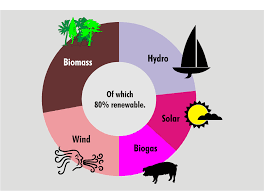 Biomass
Hydro
Of which
80% renewable.
Solar
Wind
Biogas